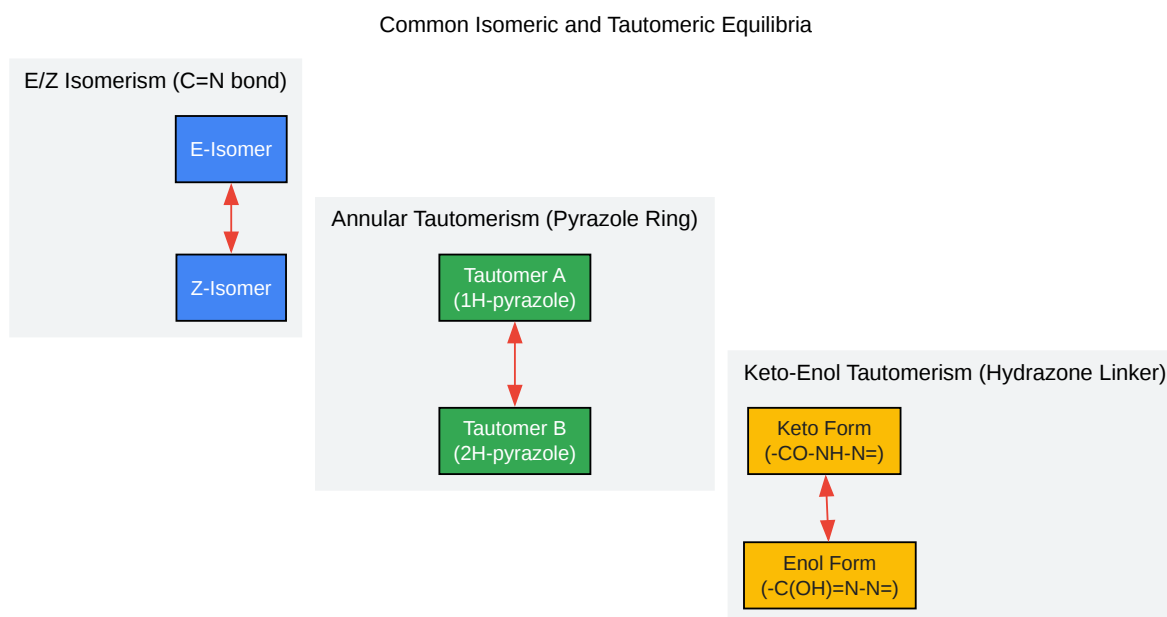 Common Isomeric and Tautomeric Equilibria
E/Z Isomerism (C=N bond)
E-Isomer
Z-Isomer
Annular Tautomerism (Pyrazole Ring)
Tautomer A
(1H-pyrazole)
Tautomer B
(2H-pyrazole)
Keto-Enol Tautomerism (Hydrazone Linker)
Keto Form
(-CO-NH-N=)
Enol Form
(-C(OH)=N-N=)